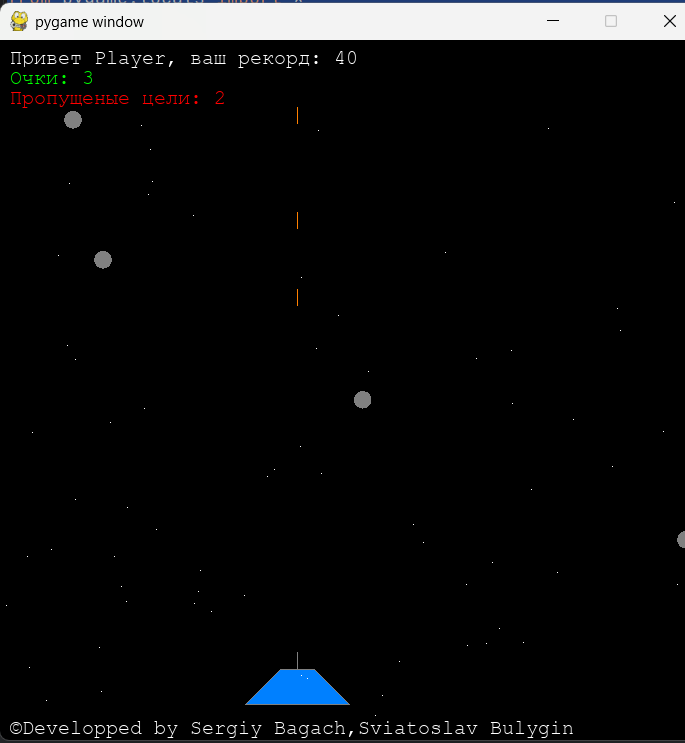 pygame window
Привет Player, ваш рекорд: 40
Очки: 3
Пропущеные цели: 2
©Developped by Sergiy Bagach,Sviatoslav Bulygin